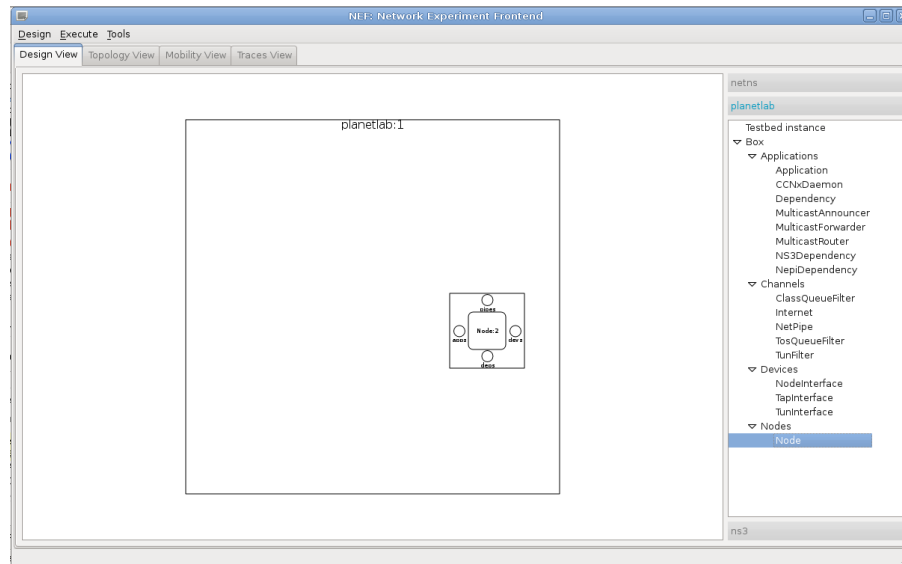 NEF: Network Experiment Frontend
Design Execute Tools
Design View Topology View Mobility View Traces View
netns
planetlab
planetlab:1
Testbed instance
Box
Applications
Application
CCNxDaemon
Dependency
MulticastAnnouncer
MulticastForwarder
MulticastRouter
NS3Dependency
NepiDependency
Channels
ClassQueueFilter
Internet
NetPipe
TosQueueFilter
TunFilter
Devices
NodeInterface
TapInterface
TunInterface
Nodes
Node
pipes
Node:2
apps
devs
deps
ns3